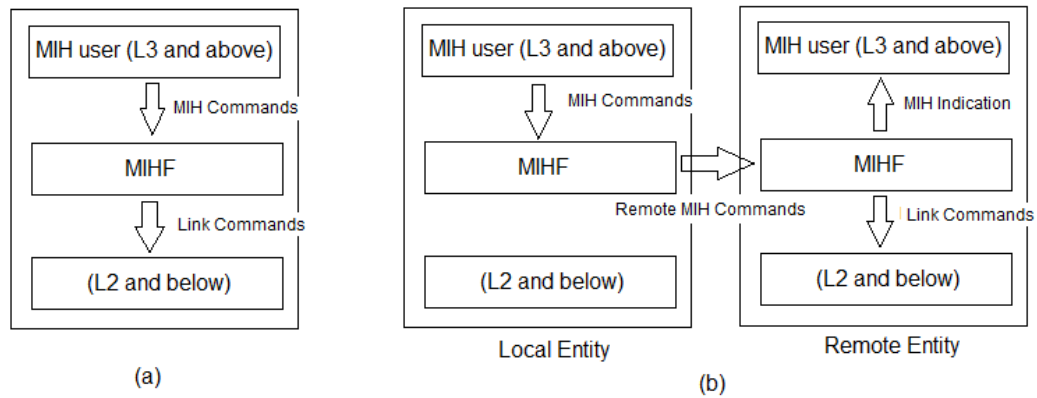 MIH user (L3 and above)
MIH Commands
MIHF
Link Commands
(L2 and below)
(a)
MIH user (L3 and above)
MIH Commands
MIHF
Remote MIH Commands
(L2 and below)
Local Entity
MIH user (L3 and above)
MIH Indication
MIHF
Link Commands
(L2 and below)
Remote Entity
(b)